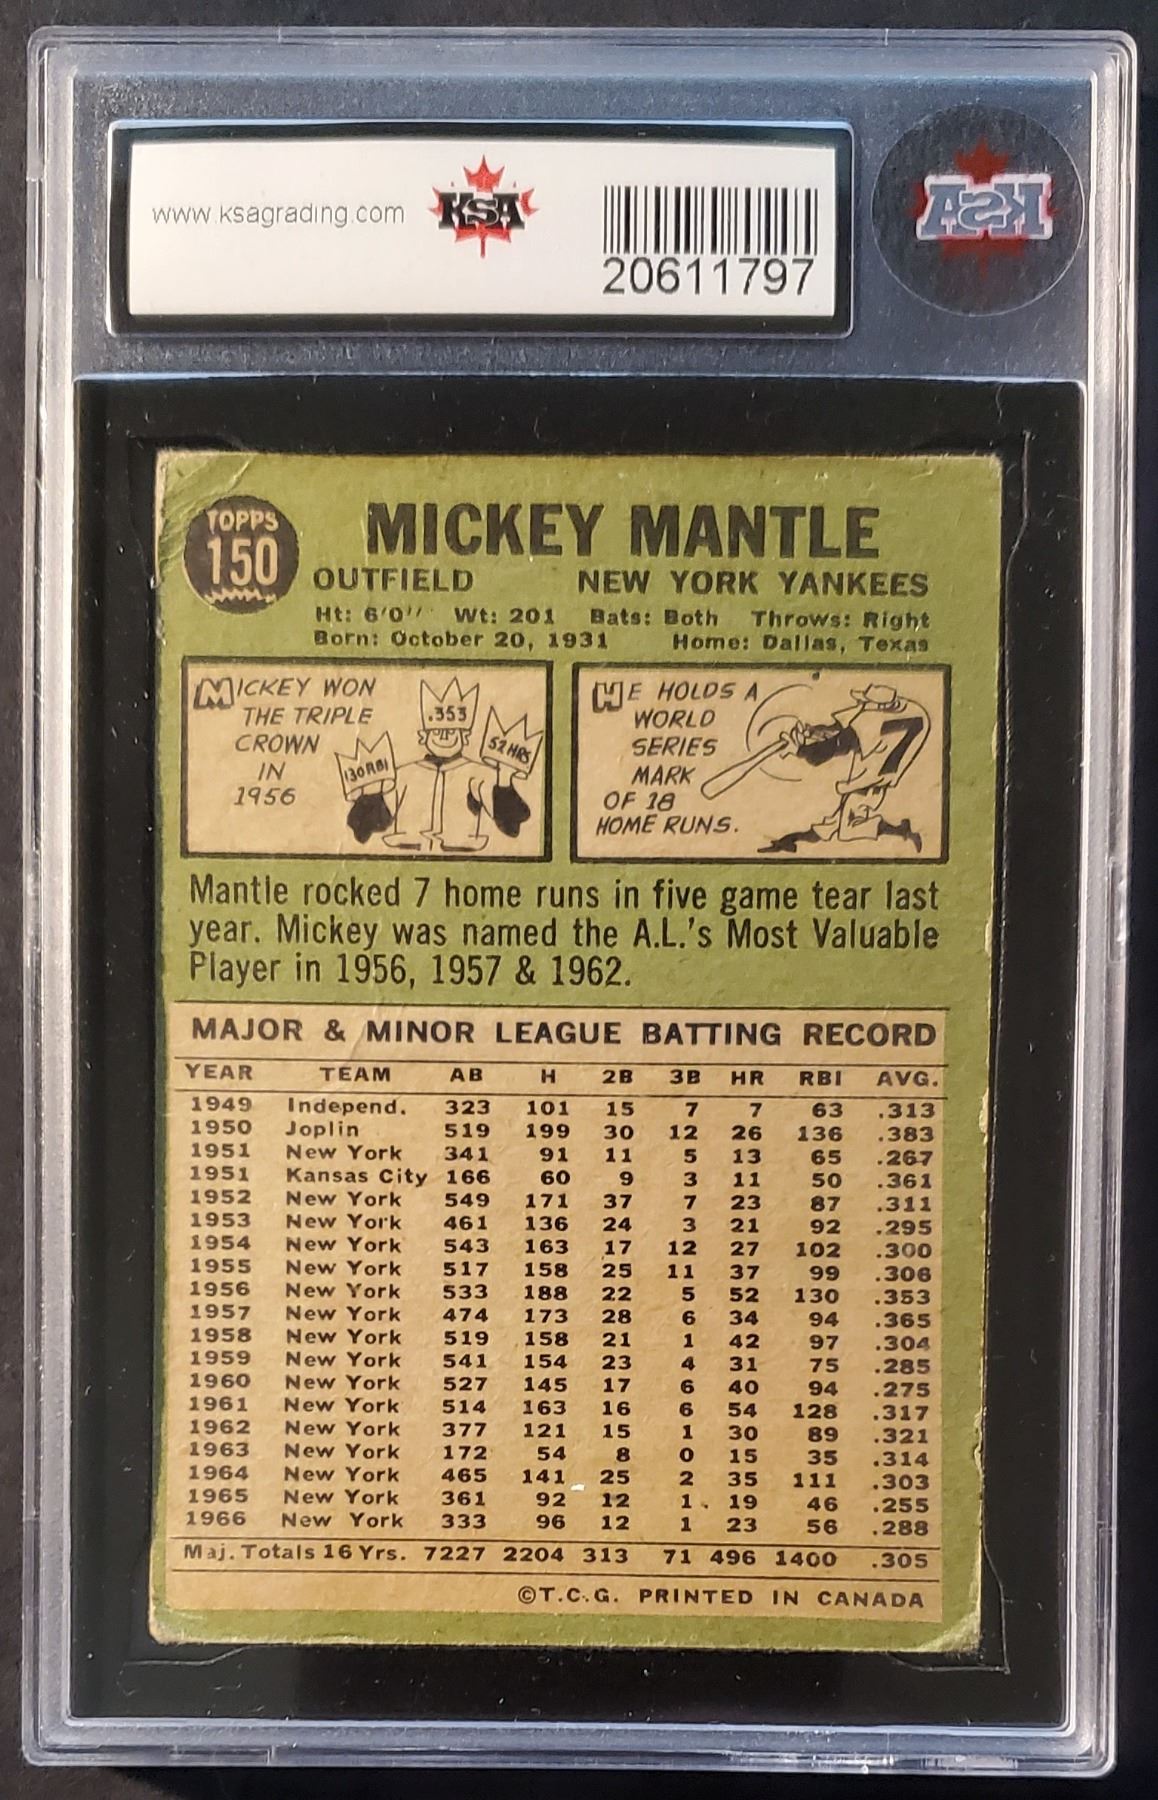 www.ksagrading.com
KSA
20611797
KSA
TOPPS
150
MICKEY MANTLE
OUTFIELD NEW YORK YANKEES
Ht: 6'0'' Wt: 201 Bats: Both Throws: Right
Born: October 20, 1931 Home: Dallas, Texas
MICKEY WON
THE TRIPLE
CROWN
IN
1956
.353
130 RBI
52 HRS
HE HOLDS A
WORLD
SERIES
MARK
OF 18
HOME RUNS.
7
Mantle rocked 7 home runs in five game tear last
year. Mickey was named the A.L.'s Most Valuable
Player in 1956, 1957 & 1962.
MAJOR & MINOR LEAGUE BATTING RECORD
YEAR TEAM AB H 2B 3B HR RBI AVG.
1949 Independ. 323 101 15 7 7 63 .313
1950 Joplin 519 199 30 12 26 136 .383
1951 New York 341 91 11 5 13 65 .267
1951 Kansas City 166 60 9 3 11 50 .361
1952 New York 549 171 37 7 23 87 .311
1953 New York 461 136 24 3 21 92 .295
1954 New York 543 163 17 12 27 102 .300
1955 New York 517 158 25 11 37 99 .306
1956 New York 533 188 22 5 52 130 .353
1957 New York 474 173 28 6 34 94 .365
1958 New York 519 158 21 1 42 97 .304
1959 New York 541 154 23 4 31 75 .285
1960 New York 527 145 17 6 40 94 .275
1961 New York 514 163 16 6 54 128 .317
1962 New York 377 121 15 1 30 89 .321
1963 New York 172 54 8 0 15 35 .314
1964 New York 465 141 25 2 35 111 .303
1965 New York 361 92 12 1 19 46 .255
1966 New York 333 96 12 1 23 56 .288
Maj. Totals 16 Yrs. 7227 2204 313 71 496 1400 .305
©T.C.G. PRINTED IN CANADA